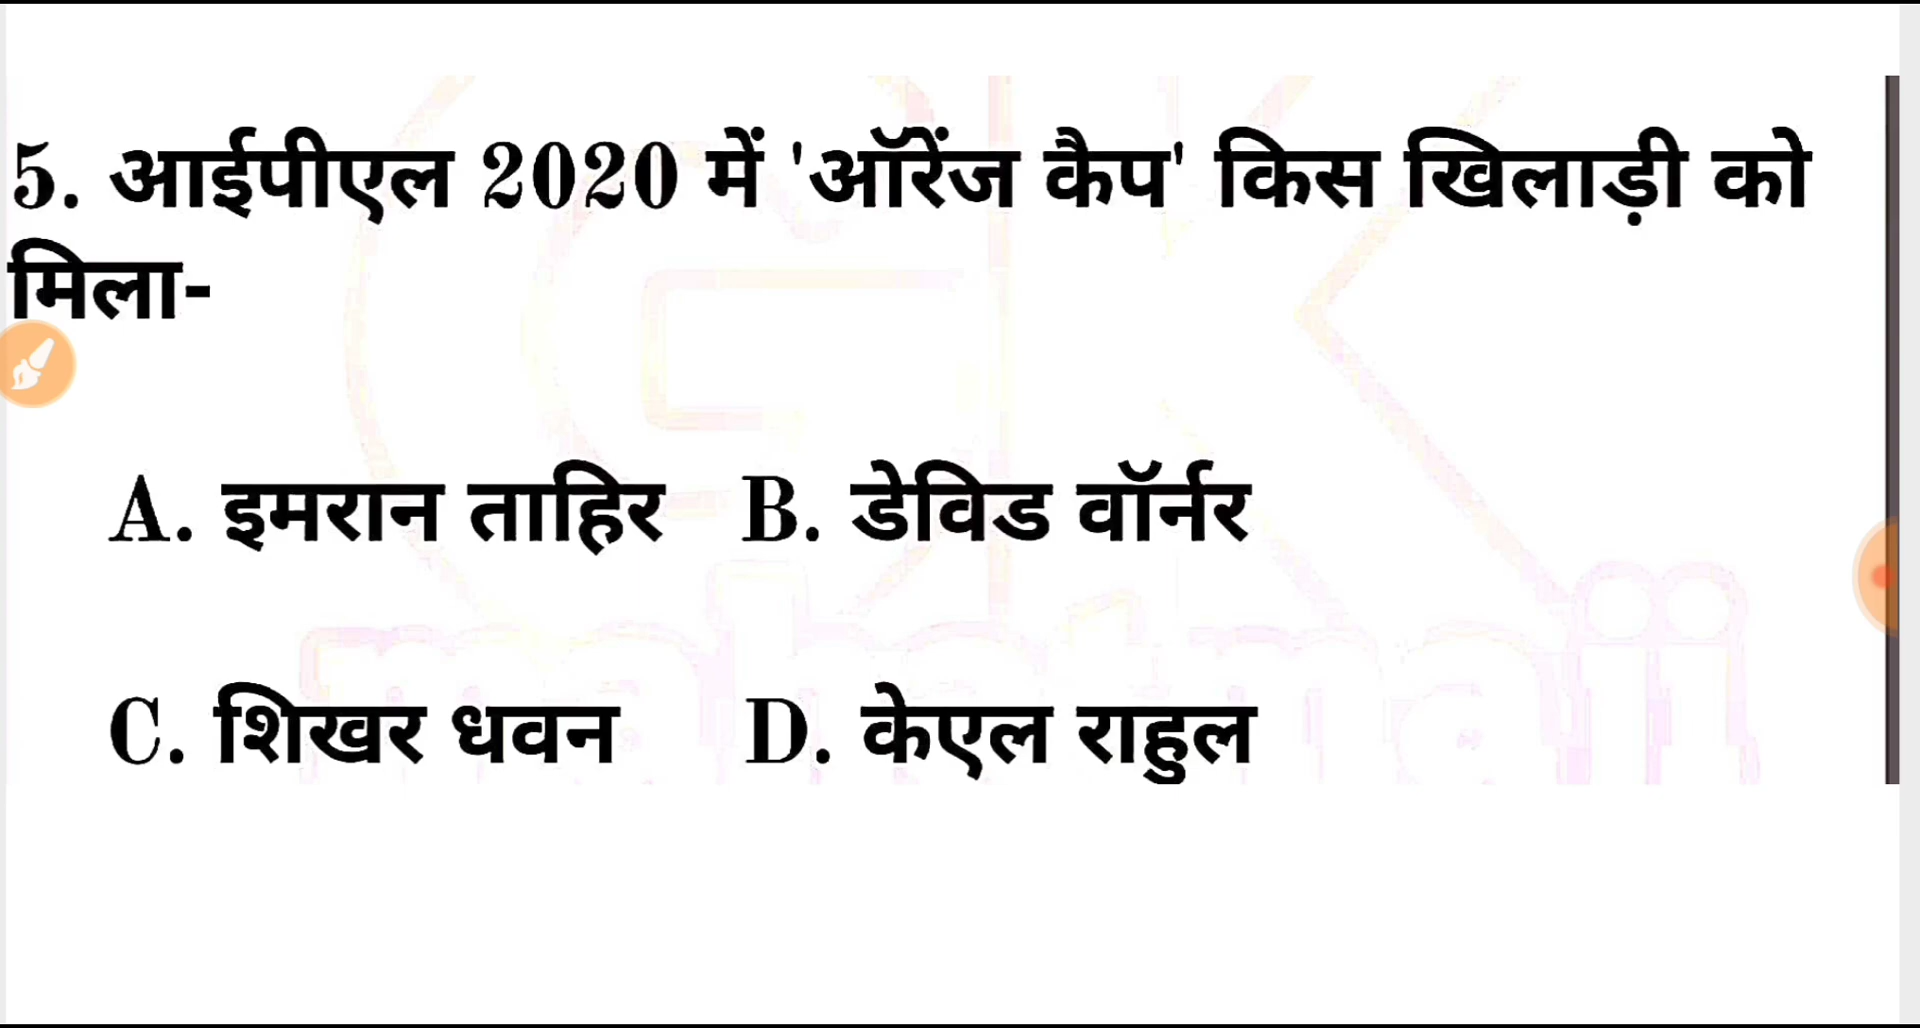 5. आईपीएल 2020 में 'ऑरेंज कैप' किस खिलाड़ी को
मिला-
A. इमरान ताहिर B. डेविड वॉर्नर
C. शिखर धवन D. केएल राहुल